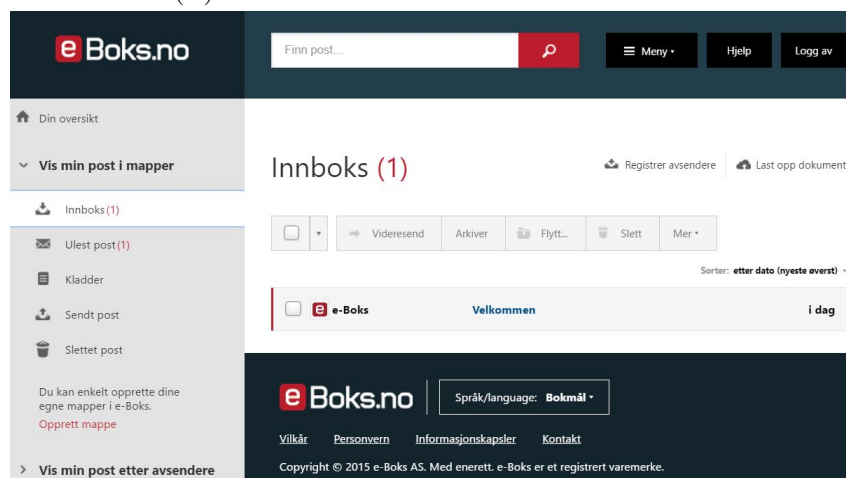 e Boks.no
Finn post...
Meny
Hjelp
Logg av
Din oversikt
Vis min post i mapper
Innboks (1)
Ulest post (1)
Kladder
Sendt post
Slettet post
Du kan enkelt opprette dine
egne mapper i e-Boks.
Opprett mappe
Vis min post etter avsendere
Innboks (1)
Registrer avsendere
Last opp dokument
Videresend
Arkiver
Flytt...
Slett
Mer
Sorter: etter dato (nyeste øverst)
e e-Boks Velkommen i dag
e Boks.no
Språk/language: Bokmål
Vilkår Personvern Informasjonskapsler Kontakt
Copyright © 2015 e-Boks AS. Med enerett. e-Boks er et registrert varemerke.